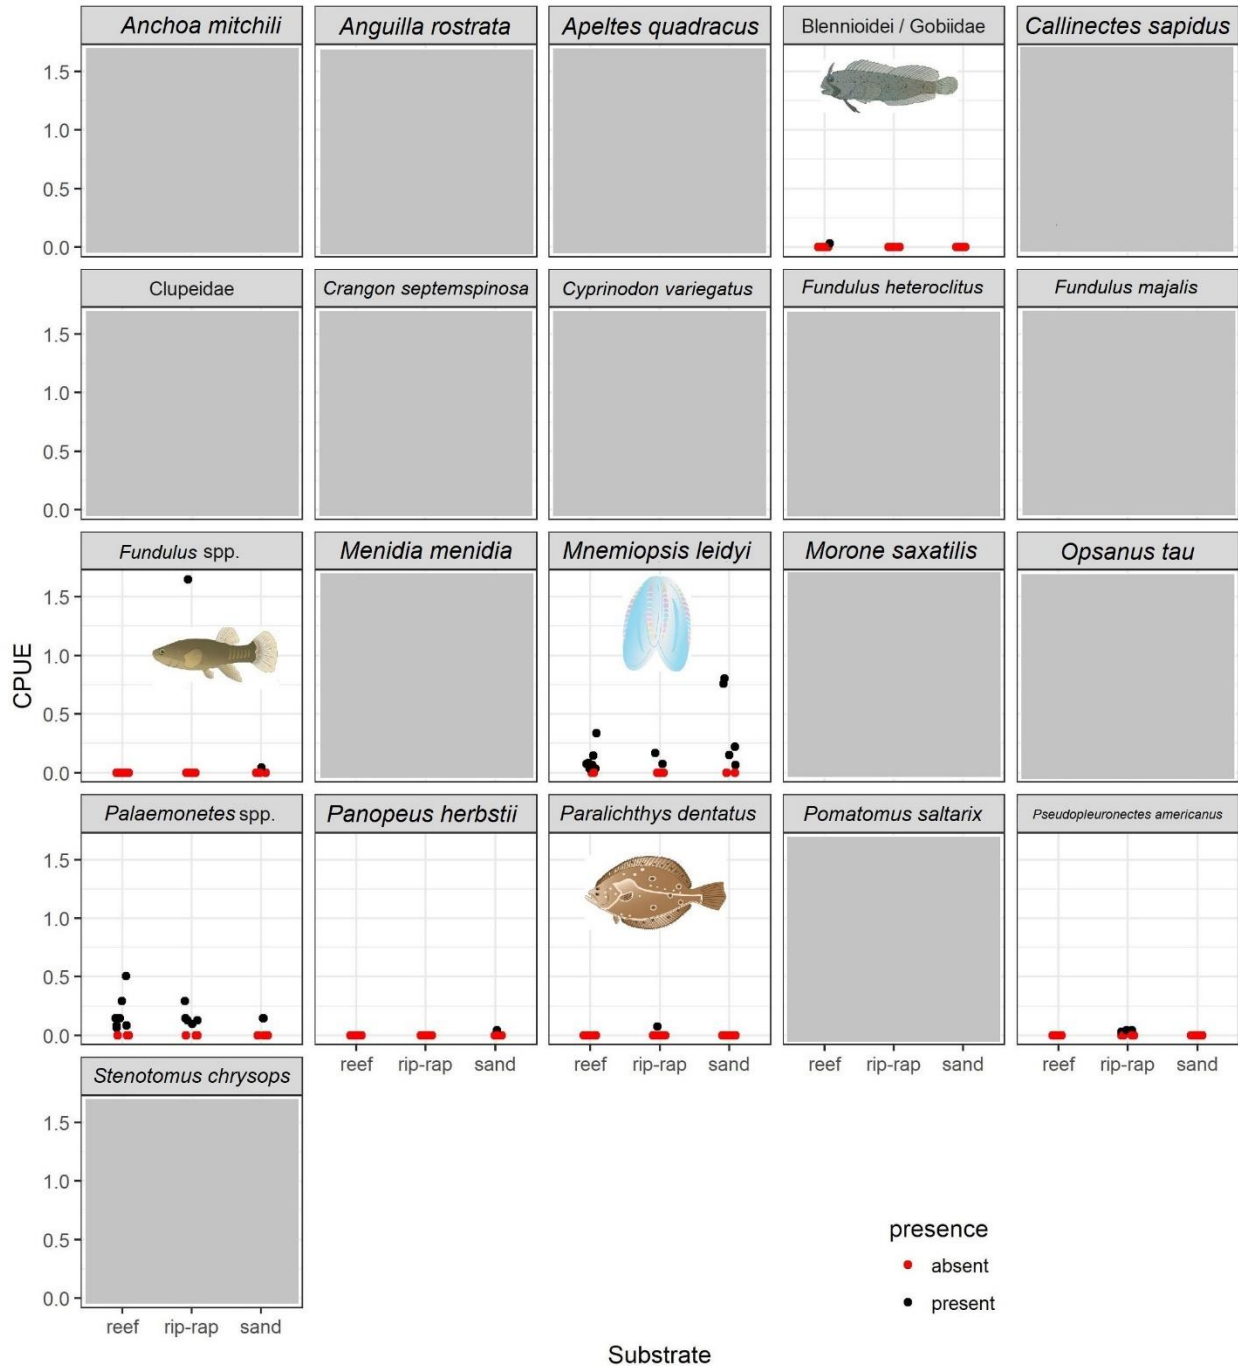 Anchoa mitchili Anguilla rostrata Apeltes quadracus Blennioidei / Gobiidae Callinectes sapidus
1.5
1.0
0.5
0.0
Clupeidae Crangon septemspinosa Cyprinodon variegatus Fundulus heteroclitus Fundulus majalis
1.5
1.0
0.5
0.0
Fundulus spp. Menidia menidia Mnemiopsis leidyi Morone saxatilis Opsanus tau
1.5
1.0
0.5
0.0
CPUE
Palaemonetes spp. Panopeus herbstii Paralichthys dentatus Pomatomus saltarix Pseudopleuronectes americanus
1.5
1.0
0.5
0.0
reef rip-rap sand reef rip-rap sand reef rip-rap sand reef rip-rap sand
Stenotomus chrysops
1.5
1.0
0.5
0.0
reef rip-rap sand
presence
absent
present
Substrate